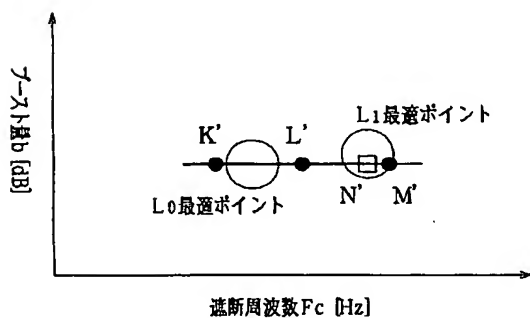 ブースト量b [dB]
L1最適ポイント
K'
L'
L0最適ポイント
N'
M'
遮断周波数Fc [Hz]